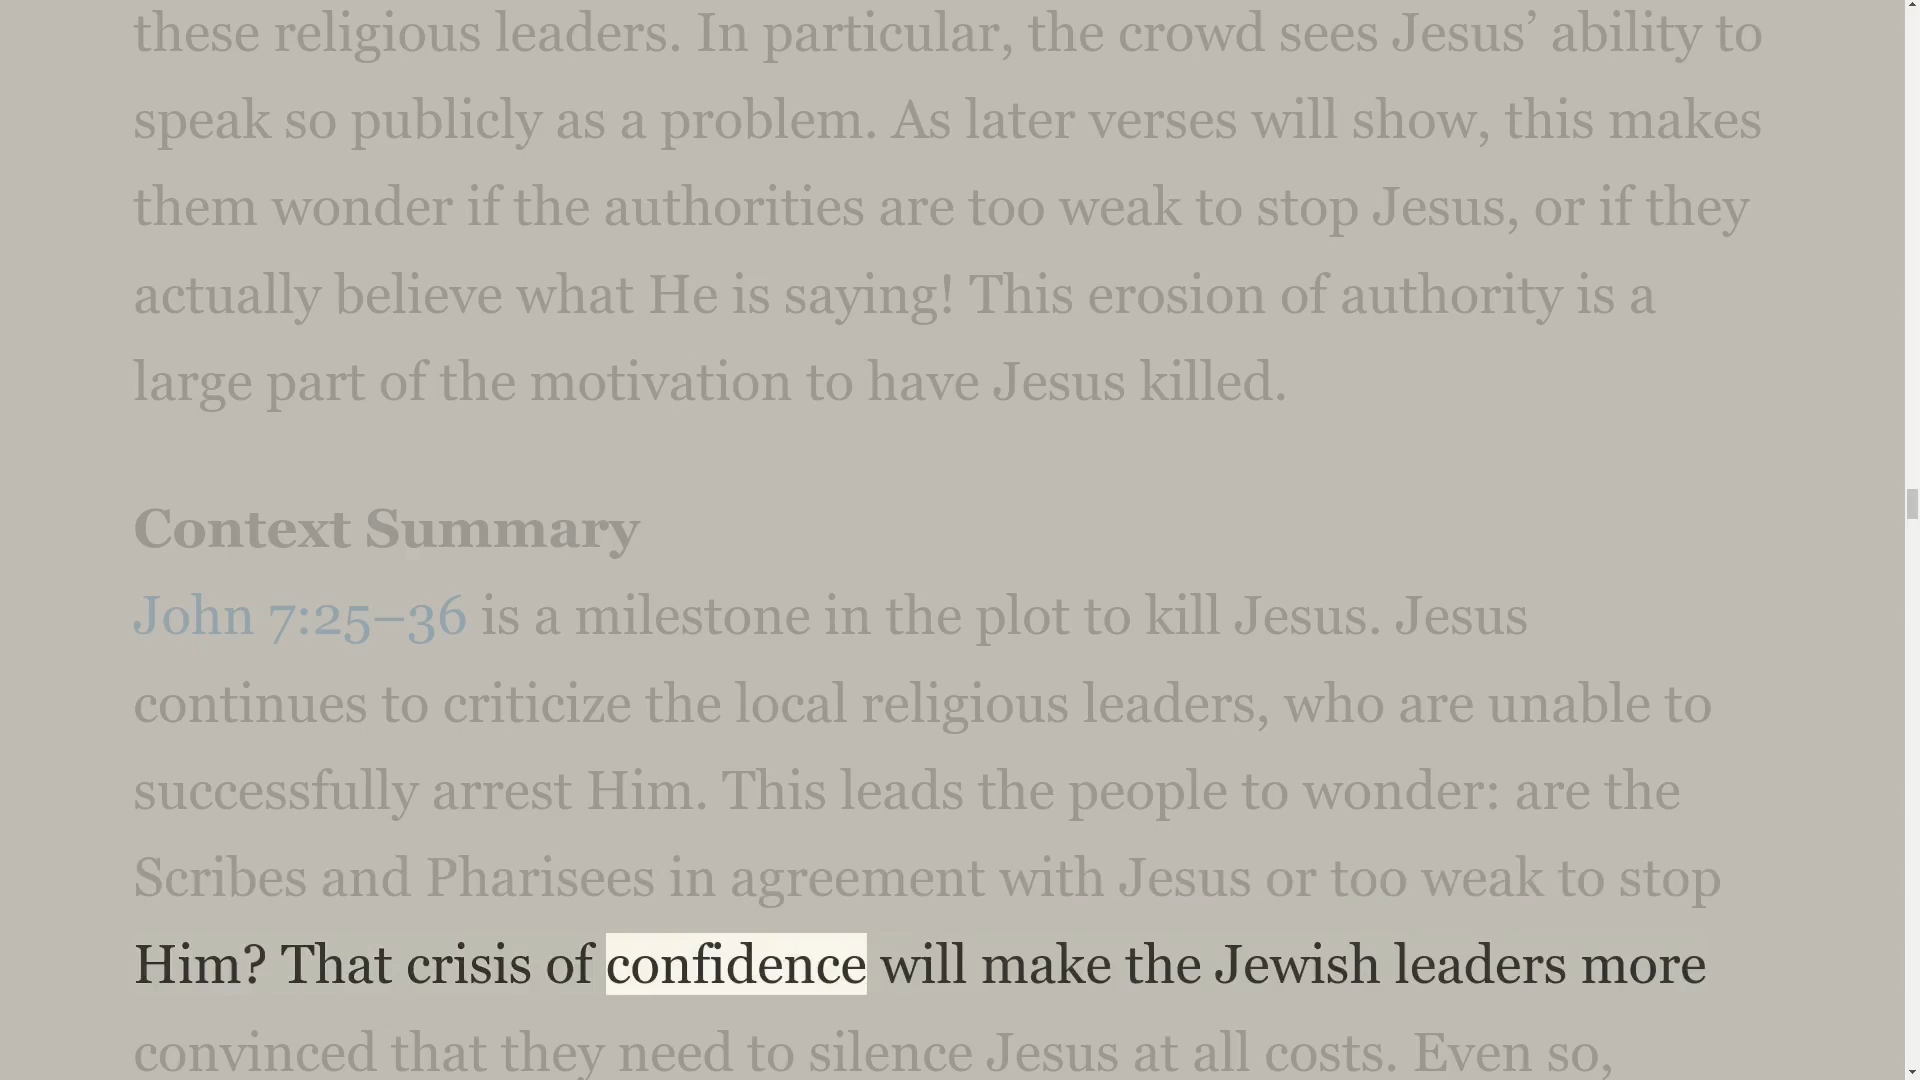 these religious leaders. In particular, the crowd sees Jesus’ ability to
speak so publicly as a problem. As later verses will show, this makes
them wonder if the authorities are too weak to stop Jesus, or if they
actually believe what He is saying! This erosion of authority is a
large part of the motivation to have Jesus killed.
Context Summary
John 7:25–36 is a milestone in the plot to kill Jesus. Jesus
continues to criticize the local religious leaders, who are unable to
successfully arrest Him. This leads the people to wonder: are the
Scribes and Pharisees in agreement with Jesus or too weak to stop
Him? That crisis of confidence will make the Jewish leaders more
convinced that they need to silence Jesus at all costs. Even so,